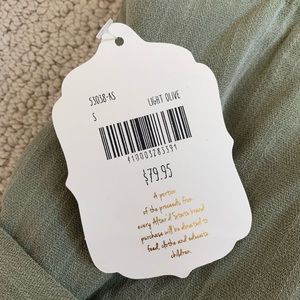 53038-AS LIGHT OLIVE
S
410003283391
$79.95
A portion
of the proceeds from
every Altar'd State brand
purchase will be donated to
feed, clothe and educate
children.